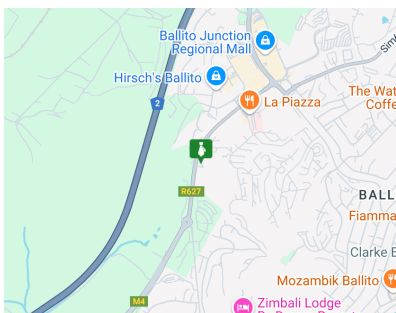 Ballito Junction
Regional Mall
Hirsch's Ballito
La Piazza
The Wat
Coffe
2
R627
BALL
Fiamma
Clarke B
Mozambik Ballito
M4
Zimbali Lodge